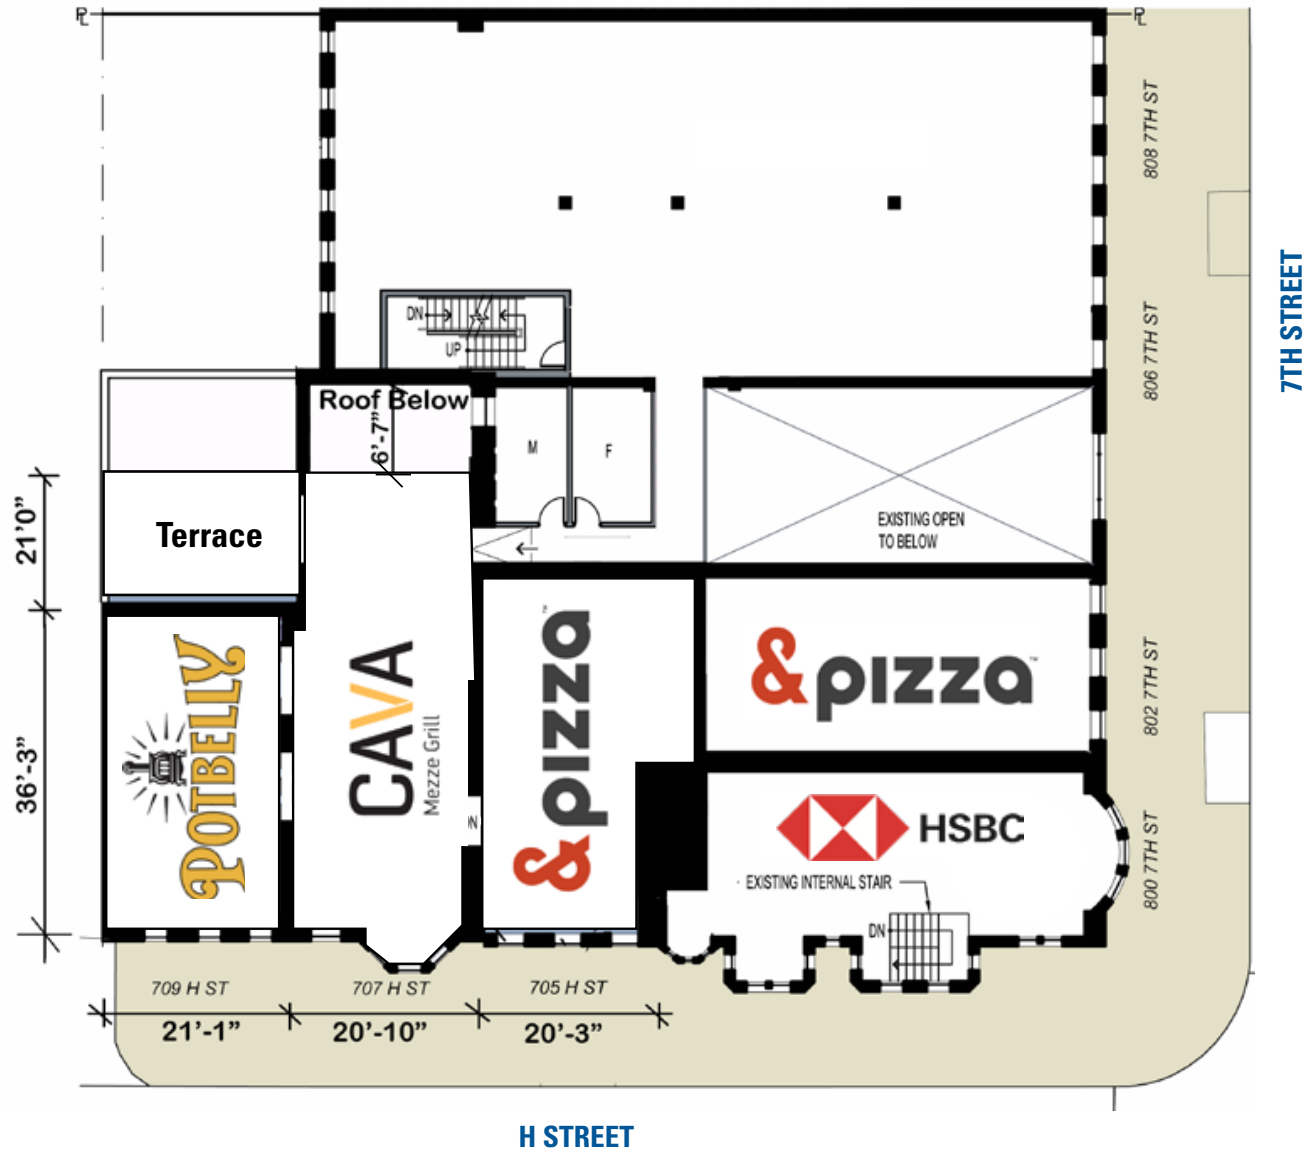 PL
PL
808 7TH ST
7TH STREET
806 7TH ST
DN
UP
Roof Below
6'-7"
M
F
21'0"
Terrace
EXISTING OPEN
TO BELOW
POTBELLY
CAVA
Mezze Grill
&pizza
&pizza™
802 7TH ST
36'-3"
HSBC
EXISTING INTERNAL STAIR
DN
800 7TH ST
709 H ST
707 H ST
705 H ST
21'-1"
20'-10"
20'-3"
H STREET